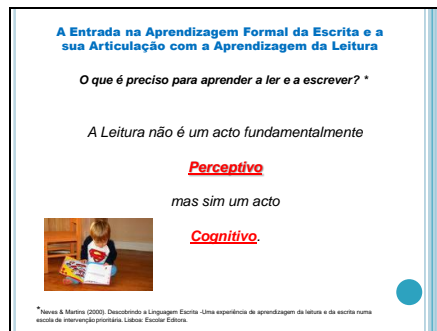 A Entrada na Aprendizagem Formal da Escrita e a
sua Articulação com a Aprendizagem da Leitura
O que é preciso para aprender a ler e a escrever? *
A Leitura não é um acto fundamentalmente
Perceptivo
mas sim um acto
Cognitivo.
*Neves & Martins (2000). Descobrindo a Linguagem Escrita -Uma experiência de aprendizagem da leitura e da escrita numa
escola de intervenção prioritária. Lisboa: Escolar Editora.